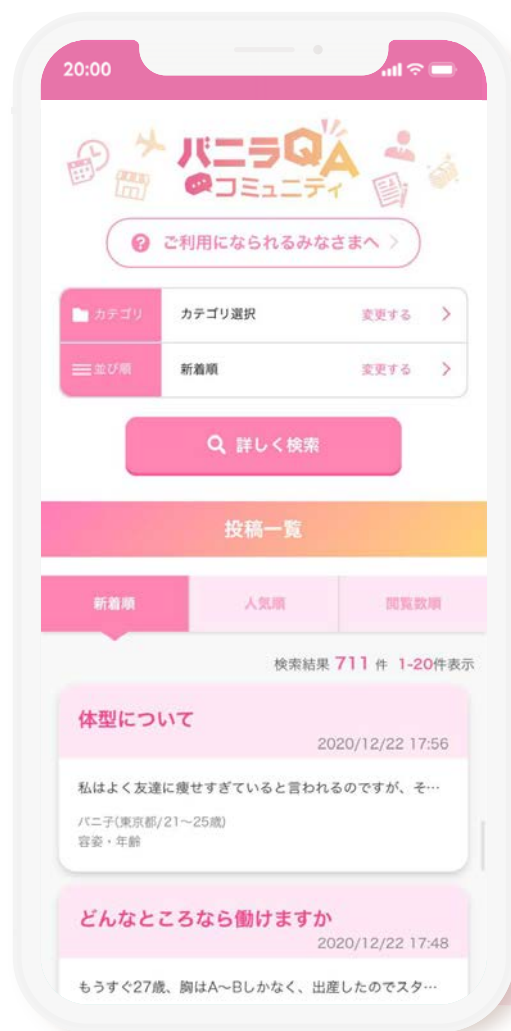 20:00
バニラQA
コミュニティ
ご利用になられるみなさまへ
カテゴリ カテゴリ選択 変更する
並び順 新着順 変更する
詳しく検索
投稿一覧
新着順 人気順 閲覧数順
検索結果 711 件 1-20件表示
体型について
2020/12/22 17:56
私はよく友達に痩せすぎていると言われるのですが、そ…
バニ子(東京都/21〜25歳)
容姿・年齢
どんなところなら働けますか
2020/12/22 17:48
もうすぐ27歳、胸はA〜Bしかなく、出産したのでスタ…